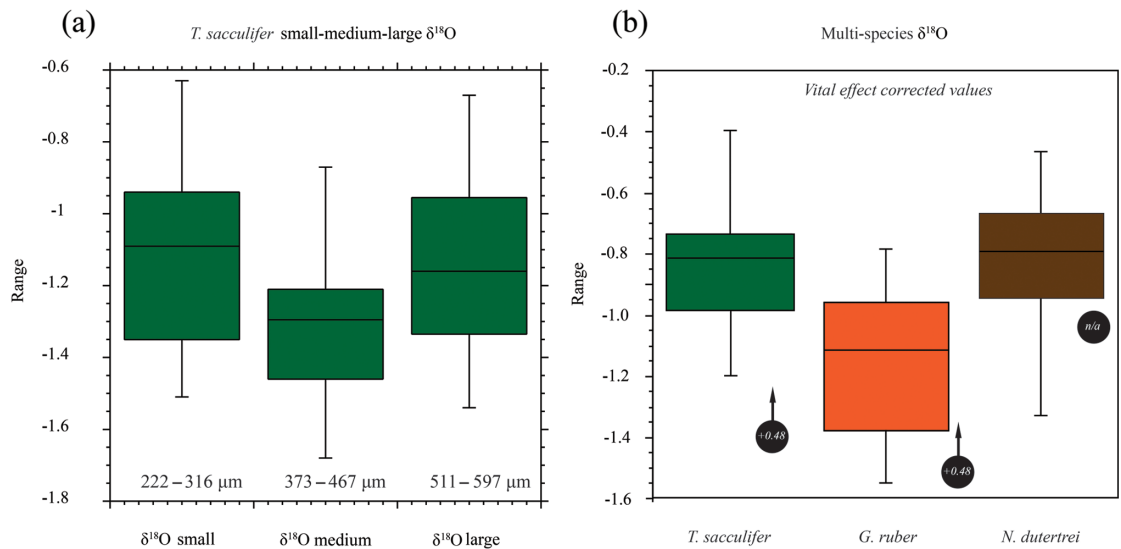 (a)
T. sacculifer small-medium-large δ¹⁸O
-0.6
-0.8
-1
-1.2
-1.4
-1.6
-1.8
Range
222–316 μm
373–467 μm
511–597 μm
δ¹⁸O small
δ¹⁸O medium
δ¹⁸O large
(b)
Multi-species δ¹⁸O
Vital effect corrected values
-0.2
-0.4
-0.6
-0.8
-1.0
-1.2
-1.4
-1.6
Range
+0.48
+0.48
n/a
T. sacculifer
G. ruber
N. dutertrei